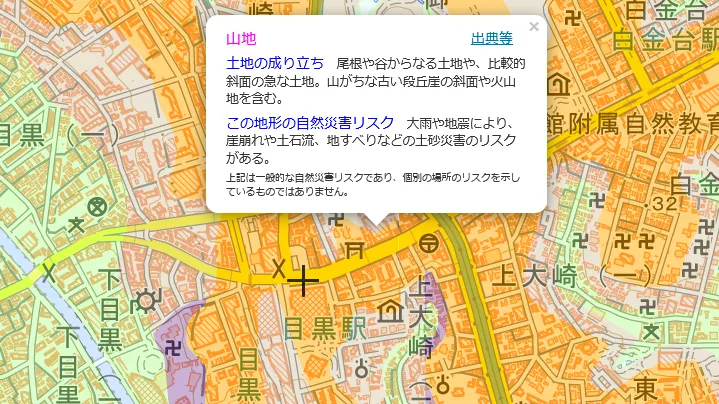 山地 出典等
土地の成り立ち 尾根や谷からなる土地や、比較的
斜面の急な土地。山がちな古い段丘崖の斜面や火山
地を含む。
この地形の自然災害リスク 大雨や地震により、
崖崩れや土石流、地すべりなどの土砂災害のリスク
がある。
上記は一般的な自然災害リスクであり、個別の場所のリスクを示し
ているものではありません。
白金台駅
白金台
館附属自然教育
目黒（一）
白金
32
上大崎（一）
下目黒（一）
目黒駅
上大崎（一
下目黒
目黒
東